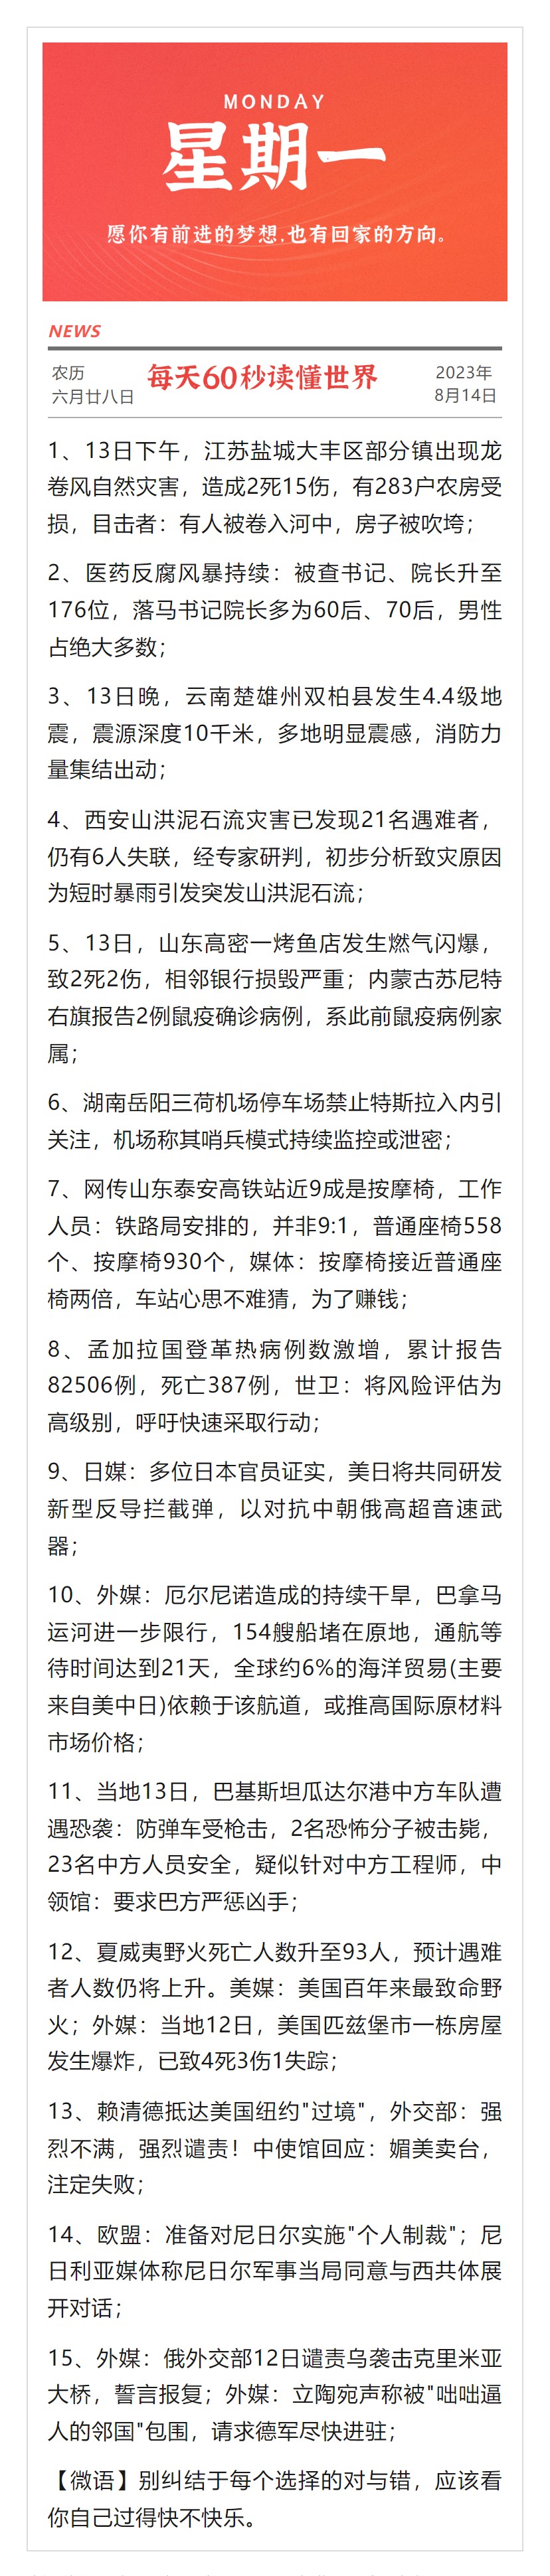 MONDAY
星期一
愿你有前进的梦想,也有回家的方向。
NEWS
农历
六月廿八日
每天60秒读懂世界
2023年
8月14日
1、13日下午，江苏盐城大丰区部分镇出现龙
卷风自然灾害，造成2死15伤，有283户农房受
损，目击者：有人被卷入河中，房子被吹垮；
2、医药反腐风暴持续：被查书记、院长升至
176位，落马书记院长多为60后、70后，男性
占绝大多数；
3、13日晚，云南楚雄州双柏县发生4.4级地
震，震源深度10千米，多地明显震感，消防力
量集结出动；
4、西安山洪泥石流灾害已发现21名遇难者，
仍有6人失联，经专家研判，初步分析致灾原因
为短时暴雨引发突发山洪泥石流；
5、13日，山东高密一烤鱼店发生燃气闪爆，
致2死2伤，相邻银行损毁严重；内蒙古苏尼特
右旗报告2例鼠疫确诊病例，系此前鼠疫病例家
属；
6、湖南岳阳三荷机场停车场禁止特斯拉入内引
关注，机场称其哨兵模式持续监控或泄密；
7、网传山东泰安高铁站近9成是按摩椅，工作
人员：铁路局安排的，并非9:1，普通座椅558
个、按摩椅930个，媒体：按摩椅接近普通座
椅两倍，车站心思不难猜，为了赚钱；
8、孟加拉国登革热病例数激增，累计报告
82506例，死亡387例，世卫：将风险评估为
高级别，呼吁快速采取行动；
9、日媒：多位日本官员证实，美日将共同研发
新型反导拦截弹，以对抗中朝俄高超音速武
器；
10、外媒：厄尔尼诺造成的持续干旱，巴拿马
运河进一步限行，154艘船堵在原地，通航等
待时间达到21天，全球约6%的海洋贸易(主要
来自美中日)依赖于该航道，或推高国际原材料
市场价格；
11、当地13日，巴基斯坦瓜达尔港中方车队遭
遇恐袭：防弹车受枪击，2名恐怖分子被击毙，
23名中方人员安全，疑似针对中方工程师，中
领馆：要求巴方严惩凶手；
12、夏威夷野火死亡人数升至93人，预计遇难
者人数仍将上升。美媒：美国百年来最致命野
火；外媒：当地12日，美国匹兹堡市一栋房屋
发生爆炸，已致4死3伤1失踪；
13、赖清德抵达美国纽约"过境"，外交部：强
烈不满，强烈谴责！中使馆回应：媚美卖台，
注定失败；
14、欧盟：准备对尼日尔实施"个人制裁"；尼
日利亚媒体称尼日尔军事当局同意与西共体展
开对话；
15、外媒：俄外交部12日谴责乌袭击克里米亚
大桥，誓言报复；外媒：立陶宛声称被"咄咄逼
人的邻国"包围，请求德军尽快进驻；
【微语】别纠结于每个选择的对与错，应该看
你自己过得快不快乐。